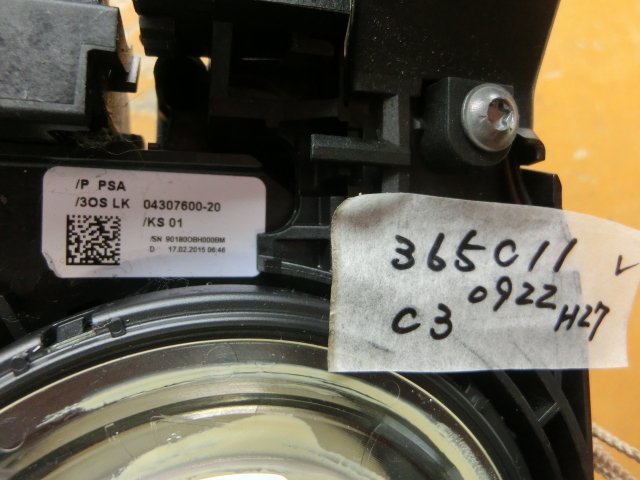 /P PSA
/3OS LK 04307600-20
/KS 01
/SN 90180OBH000BM
D: 17.02.2015 06:46
365C11 ✓
0922 H27
C3